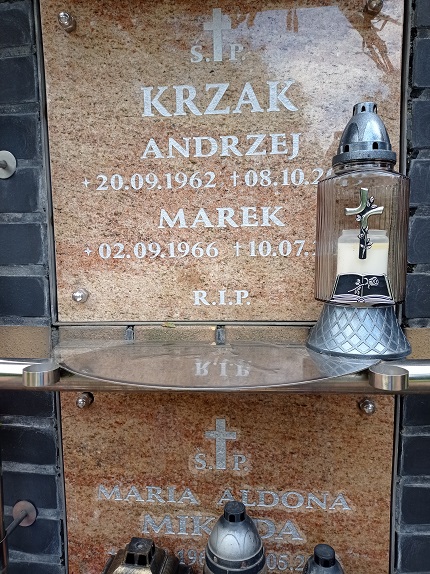 Ś.P.
KRZAK
ANDRZEJ
+20.09.1962 †08.10.2
MAREK
+02.09.1966 †10.07.
R.I.P.
Ś.P.
MARIA ALDONA